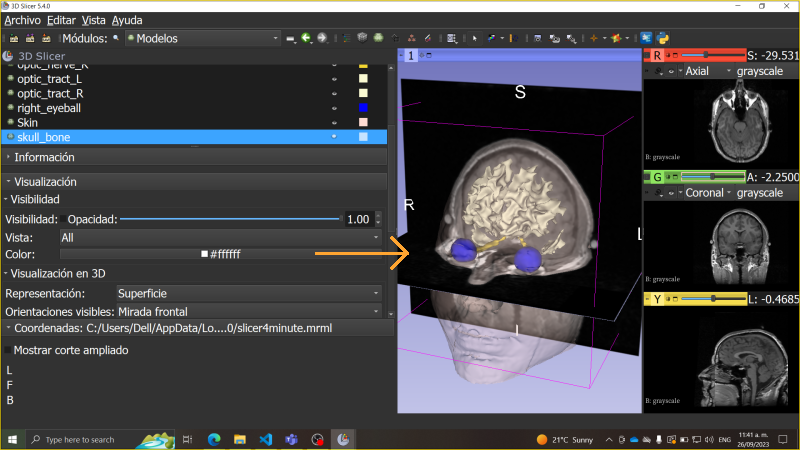 3D Slicer 5.4.0
Archivo Editar Vista Ayuda
Módulos: Modelos
3D Slicer
optic_nerve_R
optic_tract_L
optic_tract_R
right_eyeball
Skin
skull_bone
Información
Visualización
Visibilidad
Visibilidad: Opacidad: 1.00
Vista: All
Color: #ffffff
Visualización en 3D
Representación: Superficie
Orientaciones visibles: Mirada frontal
Coordenadas: C:/Users/Dell/AppData/Lo....0/slicer4minute.mrml
Mostrar corte ampliado
L
F
B
1
S
R
L
I
R S: -29.531
Axial grayscale
B: grayscale
G A: -2.2500
Coronal grayscale
B: grayscale
Y L: -0.4685
B: grayscale
Type here to search
21°C Sunny
11:41 a. m.
26/09/2023